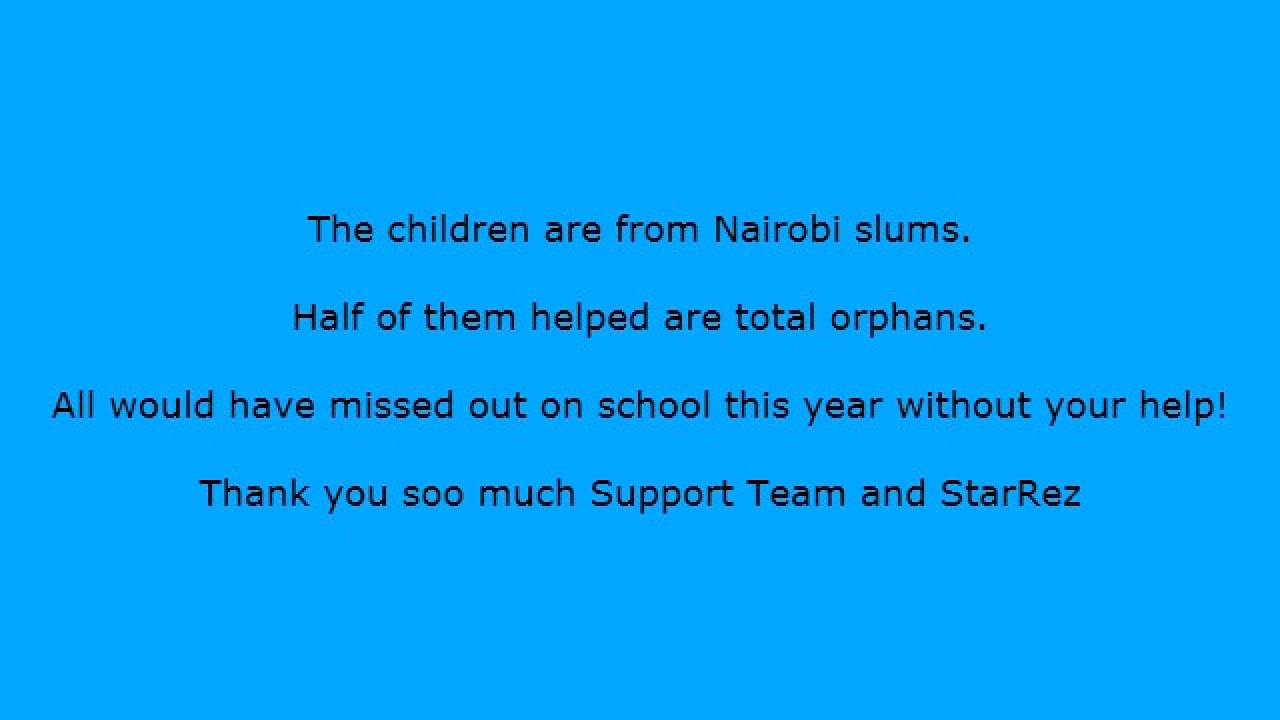 The children are from Nairobi slums.
Half of them helped are total orphans.
All would have missed out on school this year without your help!
Thank you soo much Support Team and StarRez